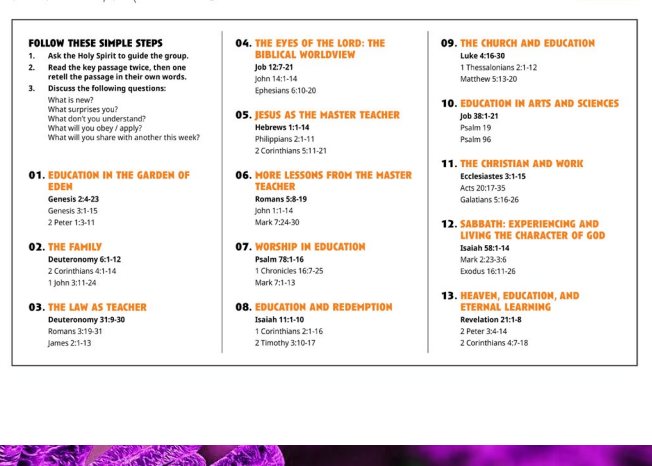 FOLLOW THESE SIMPLE STEPS
1. Ask the Holy Spirit to guide the group.
2. Read the key passage twice, then one
retell the passage in their own words.
3. Discuss the following questions:
What is new?
What surprises you?
What don't you understand?
What will you obey / apply?
What will you share with another this week?
01. EDUCATION IN THE GARDEN OF
EDEN
Genesis 2:4-23
Genesis 3:1-15
2 Peter 1:3-11
02. THE FAMILY
Deuteronomy 6:1-12
2 Corinthians 4:1-14
1 John 3:11-24
03. THE LAW AS TEACHER
Deuteronomy 31:9-30
Romans 3:19-31
James 2:1-13
04. THE EYES OF THE LORD: THE
BIBLICAL WORLDVIEW
Job 12:7-21
John 14:1-14
Ephesians 6:10-20
05. JESUS AS THE MASTER TEACHER
Hebrews 1:1-14
Philippians 2:1-11
2 Corinthians 5:11-21
06. MORE LESSONS FROM THE MASTER
TEACHER
Romans 5:8-19
John 1:1-14
Mark 7:24-30
07. WORSHIP IN EDUCATION
Psalm 78:1-16
1 Chronicles 16:7-25
Mark 7:1-13
08. EDUCATION AND REDEMPTION
Isaiah 11:1-10
1 Corinthians 2:1-16
2 Timothy 3:10-17
09. THE CHURCH AND EDUCATION
Luke 4:16-30
1 Thessalonians 2:1-12
Matthew 5:13-20
10. EDUCATION IN ARTS AND SCIENCES
Job 38:1-21
Psalm 19
Psalm 96
11. THE CHRISTIAN AND WORK
Ecclesiastes 3:1-15
Acts 20:17-35
Galatians 5:16-26
12. SABBATH: EXPERIENCING AND
LIVING THE CHARACTER OF GOD
Isaiah 58:1-14
Mark 2:23-3:6
Exodus 16:11-26
13. HEAVEN, EDUCATION, AND
ETERNAL LEARNING
Revelation 21:1-8
2 Peter 3:4-14
2 Corinthians 4:7-18